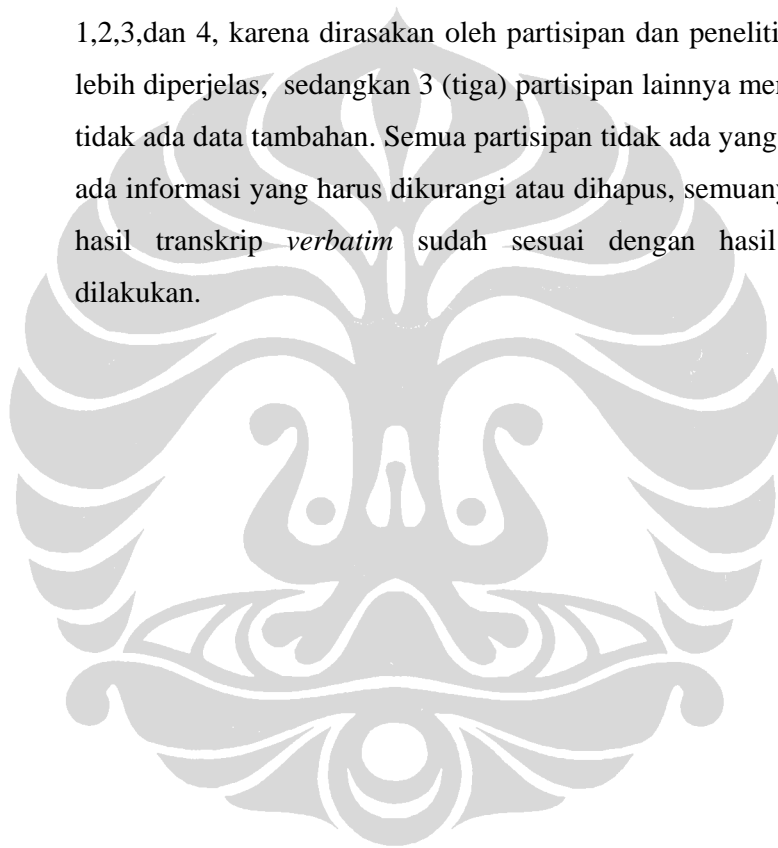 1,2,3,dan 4, karena dirasakan oleh partisipan dan peneliti
lebih diperjelas, sedangkan 3 (tiga) partisipan lainnya
tidak ada data tambahan. Semua partisipan tidak ada yang
ada informasi yang harus dikurangi atau dihapus,
hasil transkrip verbatim sudah sesuai dengan hasil
dilakukan.